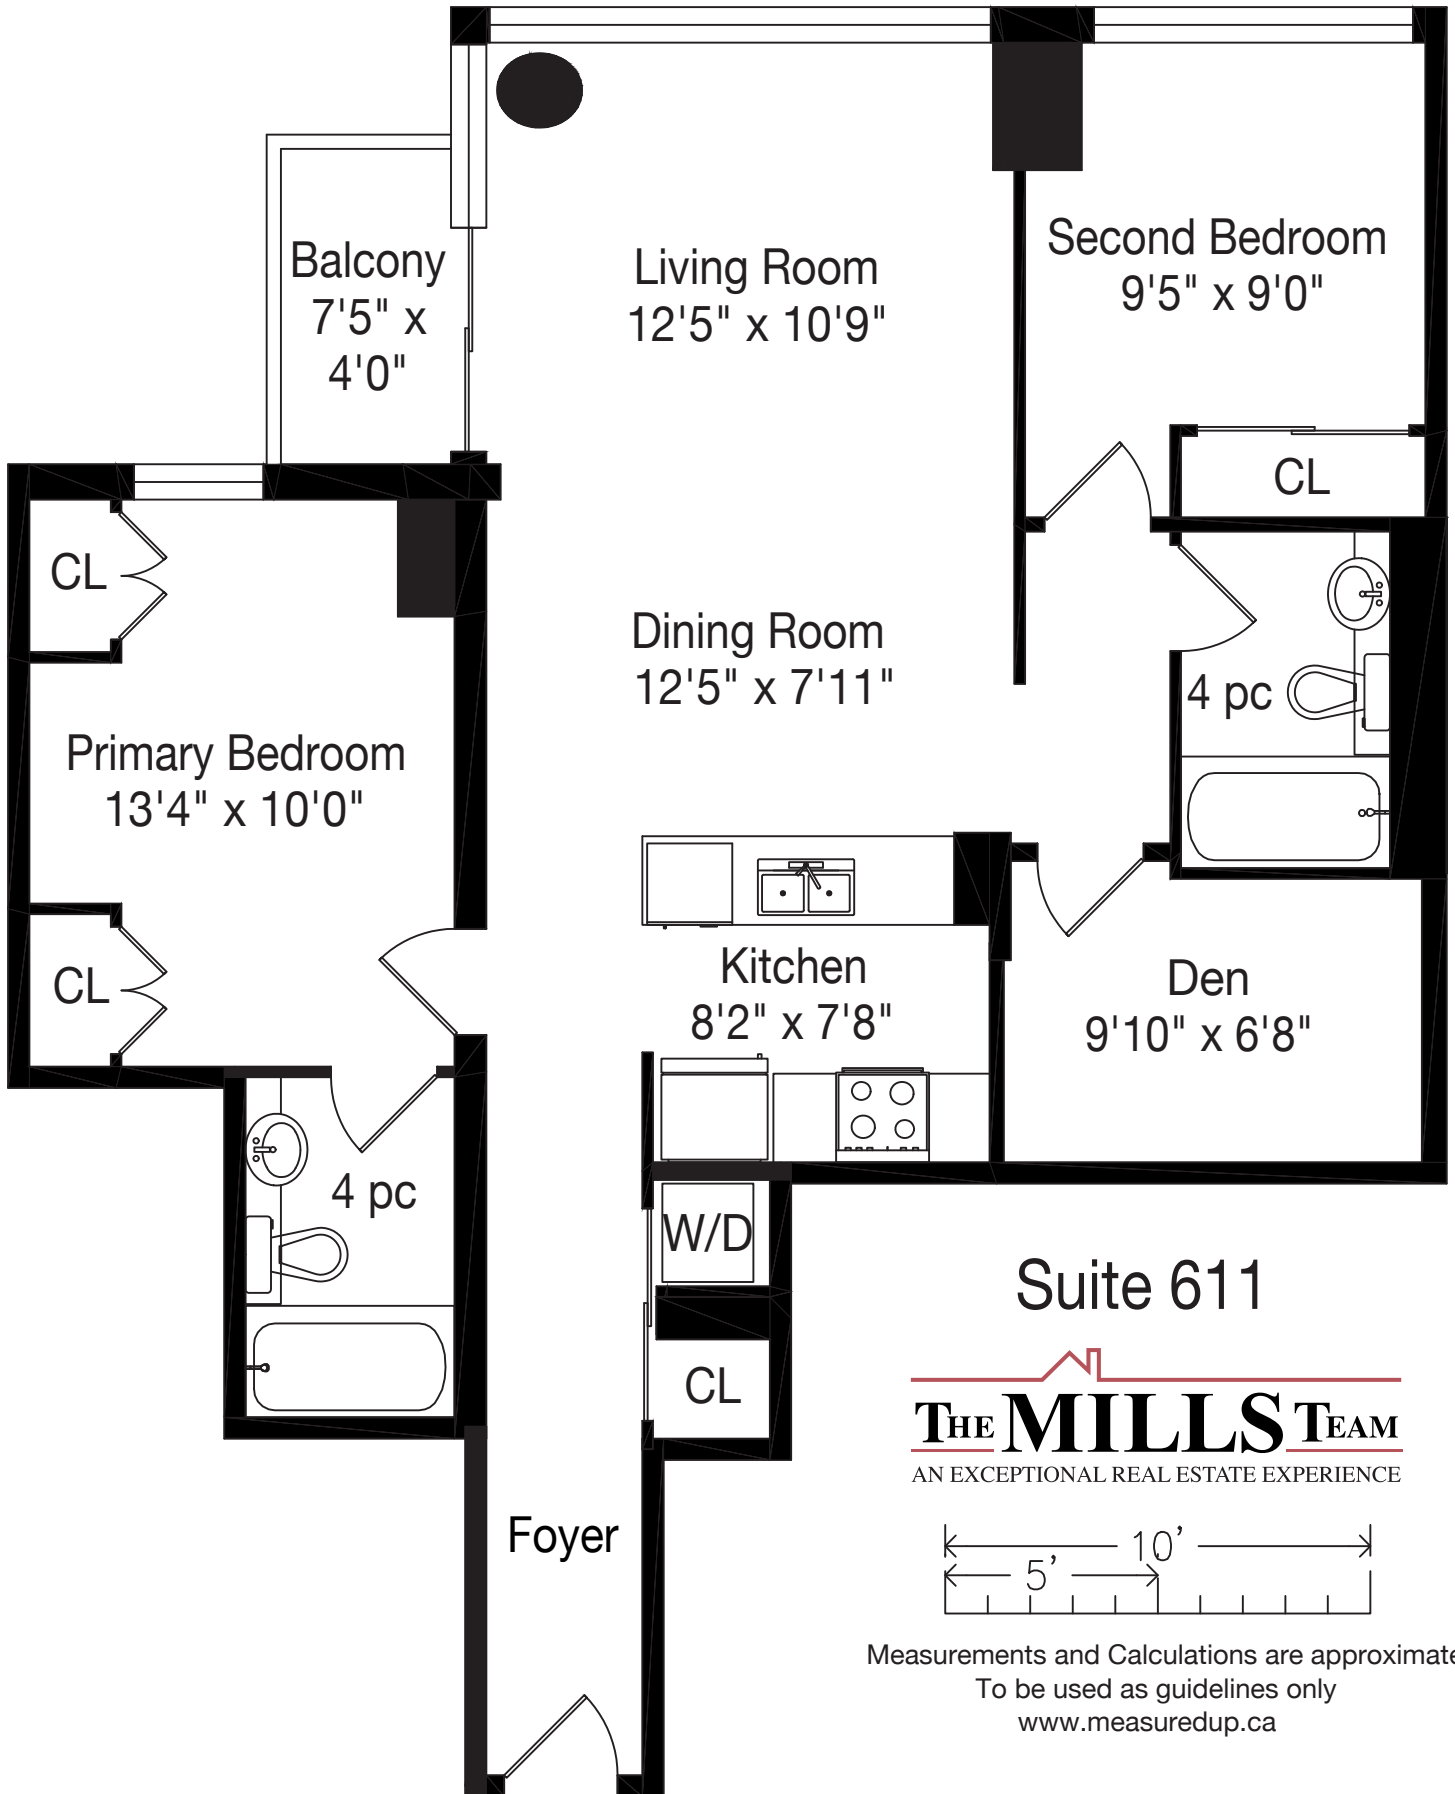 Balcony
7'5" x
4'0"
Living Room
12'5" x 10'9"
Second Bedroom
9'5" x 9'0"
CL
CL
Dining Room
12'5" x 7'11"
4 pc
Primary Bedroom
13'4" x 10'0"
CL
Kitchen
8'2" x 7'8"
Den
9'10" x 6'8"
4 pc
W/D
CL
Foyer
Suite 611
THE MILLS TEAM
AN EXCEPTIONAL REAL ESTATE EXPERIENCE
10'
5'
Measurements and Calculations are approximate
To be used as guidelines only
www.measuredup.ca